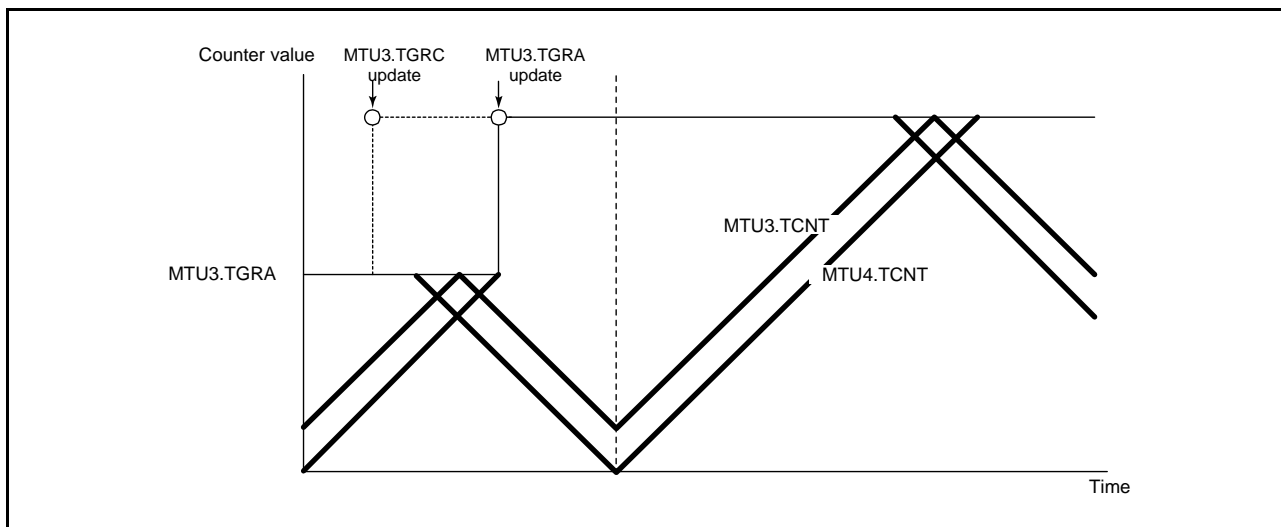 Counter value
MTU3.TGRC
update
MTU3.TGRA
update
MTU3.TCNT
MTU3.TGRA
MTU4.TCNT
Time